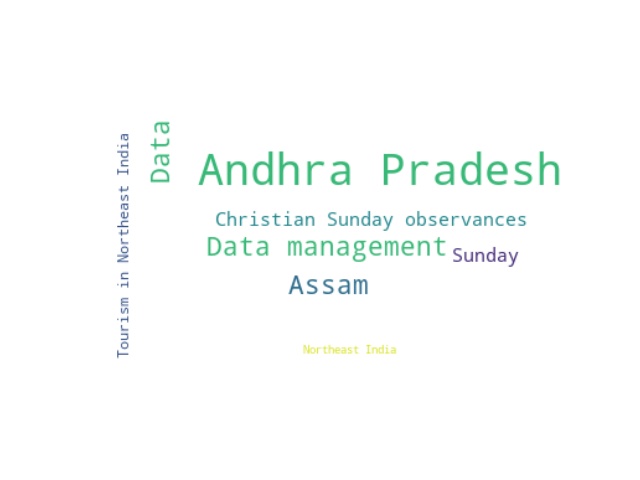 Tourism in Northeast India
Data
Andhra Pradesh
Christian Sunday observances
Data management
Sunday
Assam
Northeast India